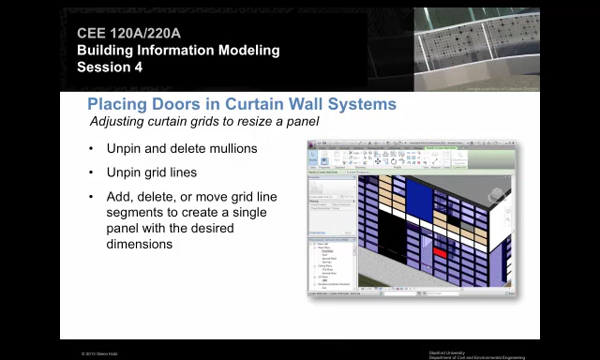 CEE 120A/220A
Building Information Modeling
Session 4
Placing Doors in Curtain Wall Systems
Adjusting curtain grids to resize a panel
• Unpin and delete mullions
• Unpin grid lines
• Add, delete, or move grid line
segments to create a single
panel with the desired
dimensions
Stanford University
Department of Civil and Environmental Engineering